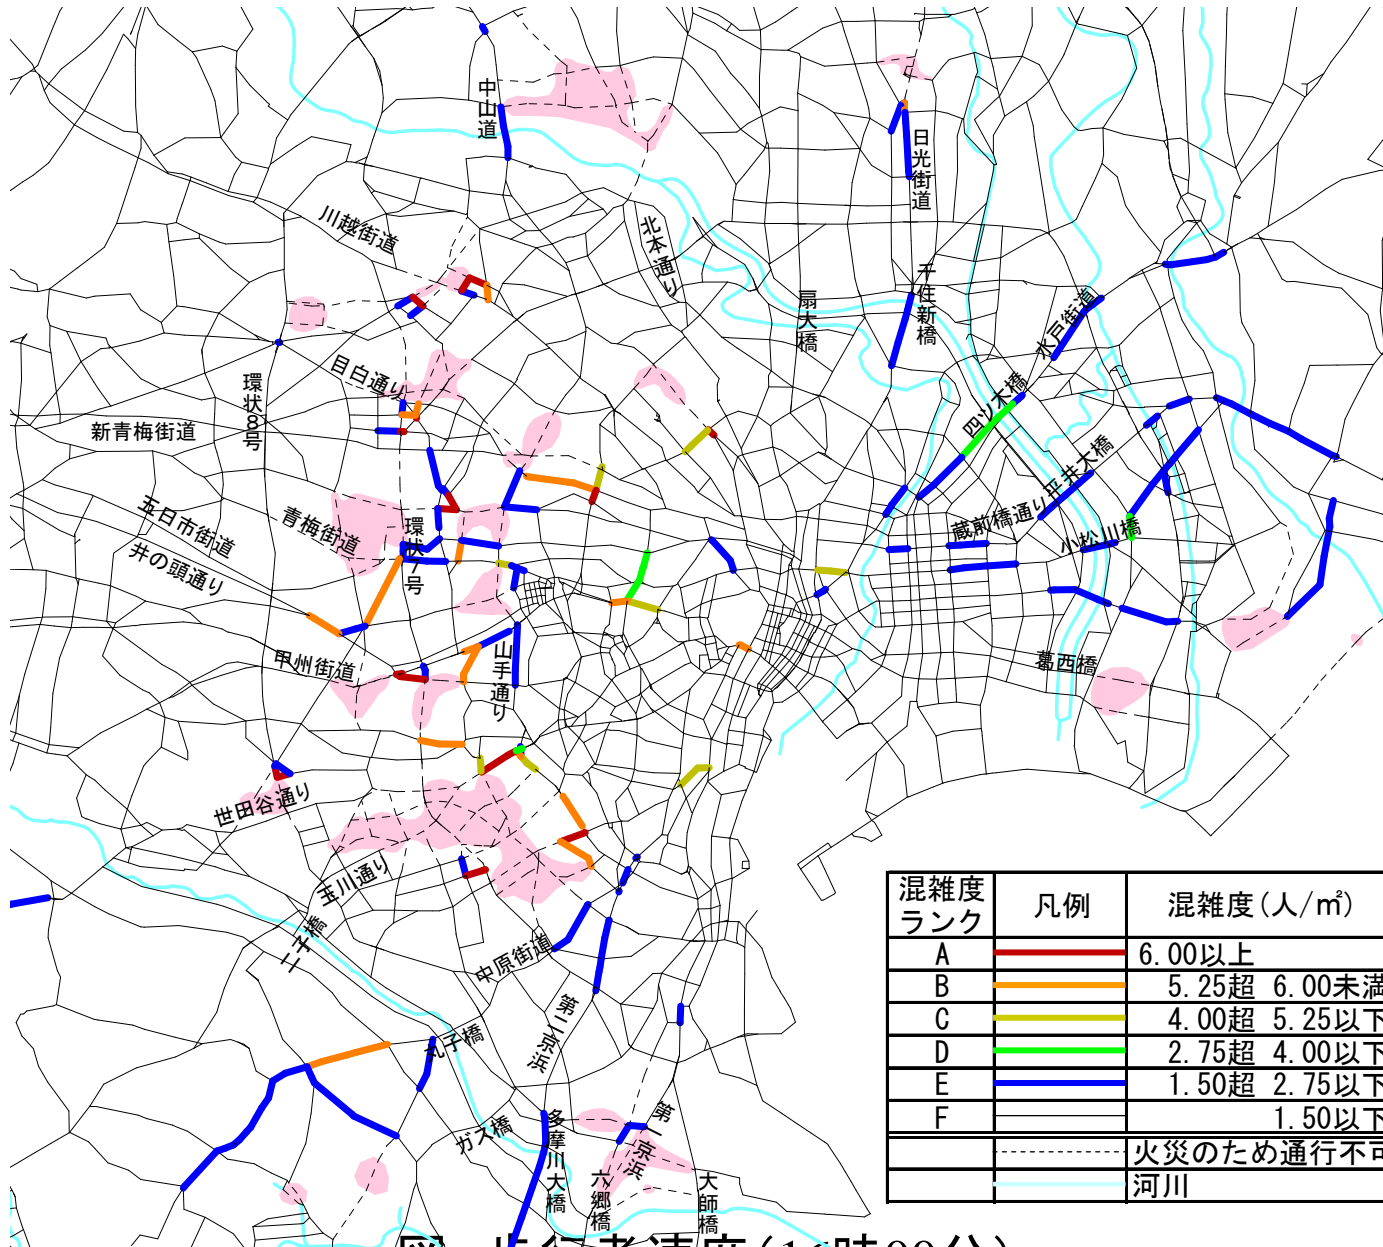 中山道
日光街道
川越街道
北本通り
扇大橋
千住新橋
水戸街道
目白通り
環状8号
新青梅街道
四ツ木橋
平井大橋
五日市街道
青梅街道
環状7号
井の頭通り
蔵前橋通り
小松川橋
甲州街道
山手通り
葛西橋
世田谷通り
玉川通り
二子橋
中原街道
第二京浜
丸子橋
ガス橋
多摩川大橋
第一京浜
六郷橋
大師橋
混雑度ランク 凡例 混雑度(人/㎡)
A 6.00以上
B 5.25超 6.00未満
C 4.00超 5.25以下
D 2.75超 4.00以下
E 1.50超 2.75以下
F 1.50以下
火災のため通行不可
河川